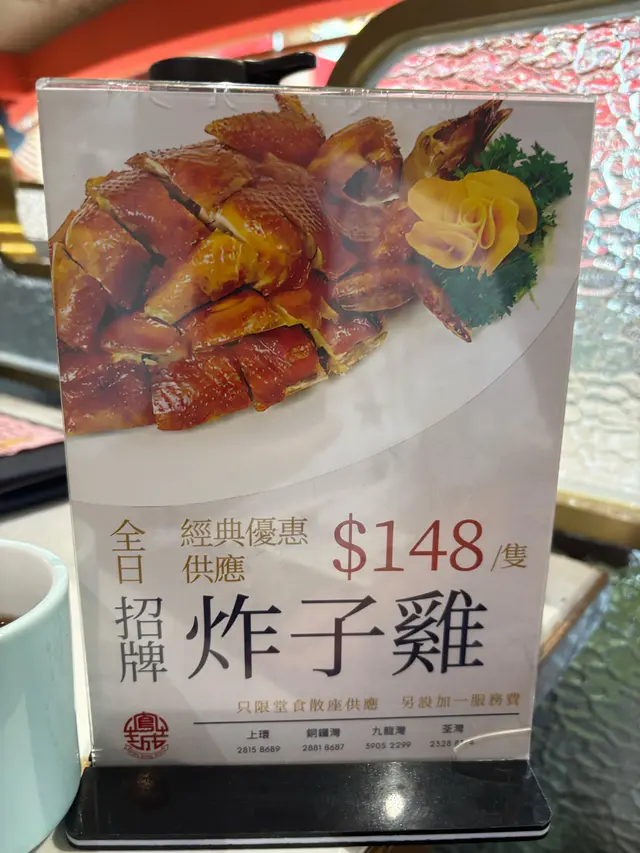 全日 經典優惠供應 $148/隻
招牌 炸子雞
只限堂食散座供應 另設加一服務費
上環 銅鑼灣 九龍灣 荃灣
2815 8689 2881 8687 5905 2299 2328